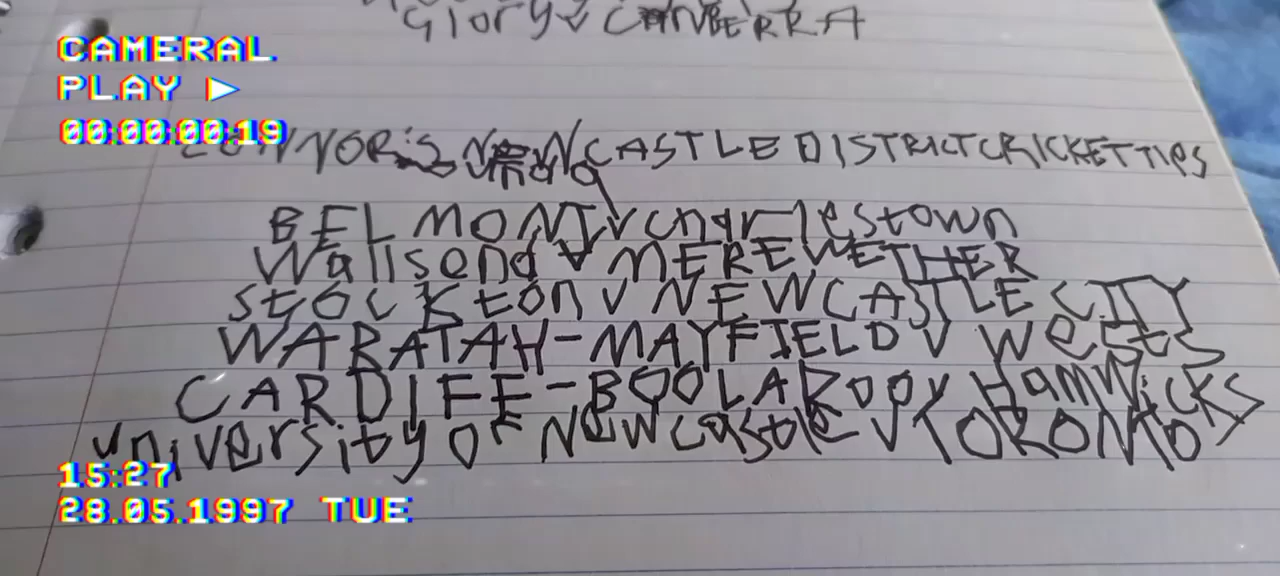 Glory v CANBERRA
CAMERAL
PLAY ▶
00:00:00:19
CONNOR'S NEWCASTLE DISTRICT CRICKET TIPS
BELMONT v charlestown
Wallsend v MEREWETHER
stockton v NEWCASTLE CITY
WARATAH-MAYFIELD v wests
CARDIFF-BOOLAROO v HamWicks
university of Newcastle v TORONTO
15:27
28.05.1997 TUE